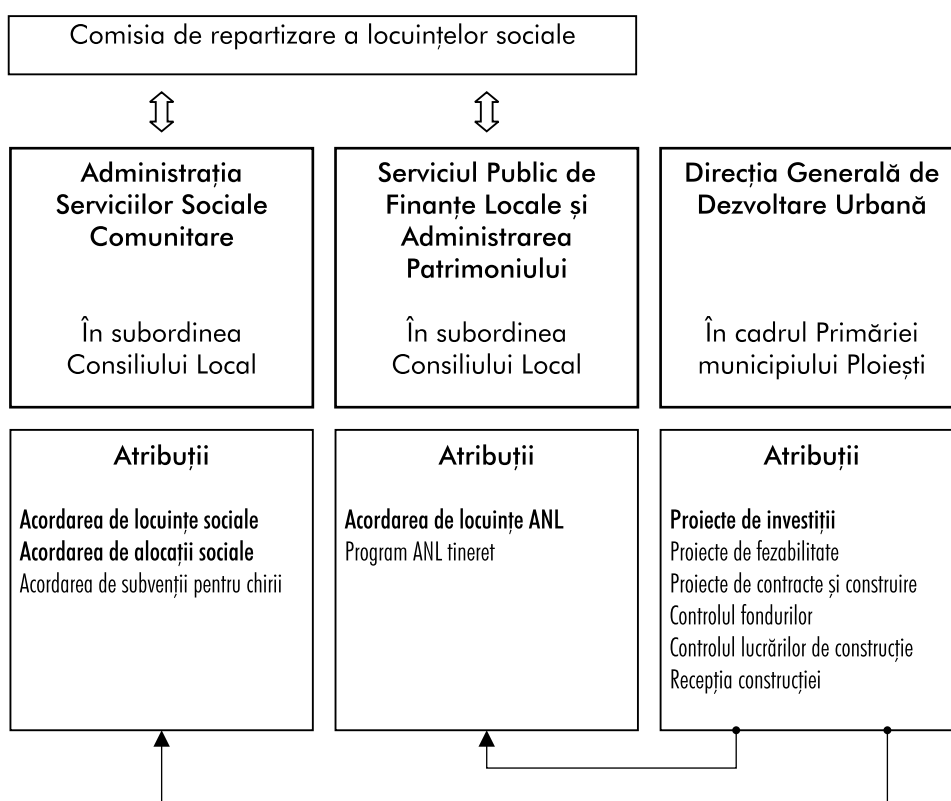 Comisia de repartizare a locuințelor sociale
Administrația
Serviciilor Sociale
Comunitare
În subordinea
Consiliului Local
Serviciul Public de
Finanțe Locale și
Administrarea
Patrimoniului
În subordinea
Consiliului Local
Direcția Generală de
Dezvoltare Urbană
În cadrul Primăriei
municipiului Ploiești
Atribuții
Acordarea de locuințe sociale
Acordarea de alocații sociale
Acordarea de subvenții pentru chirii
Atribuții
Acordarea de locuințe ANL
Program ANL tineret
Atribuții
Proiecte de investiții
Proiecte de fezabilitate
Proiecte de contracte și construire
Controlul fondurilor
Controlul lucrărilor de construcție
Recepția construcției